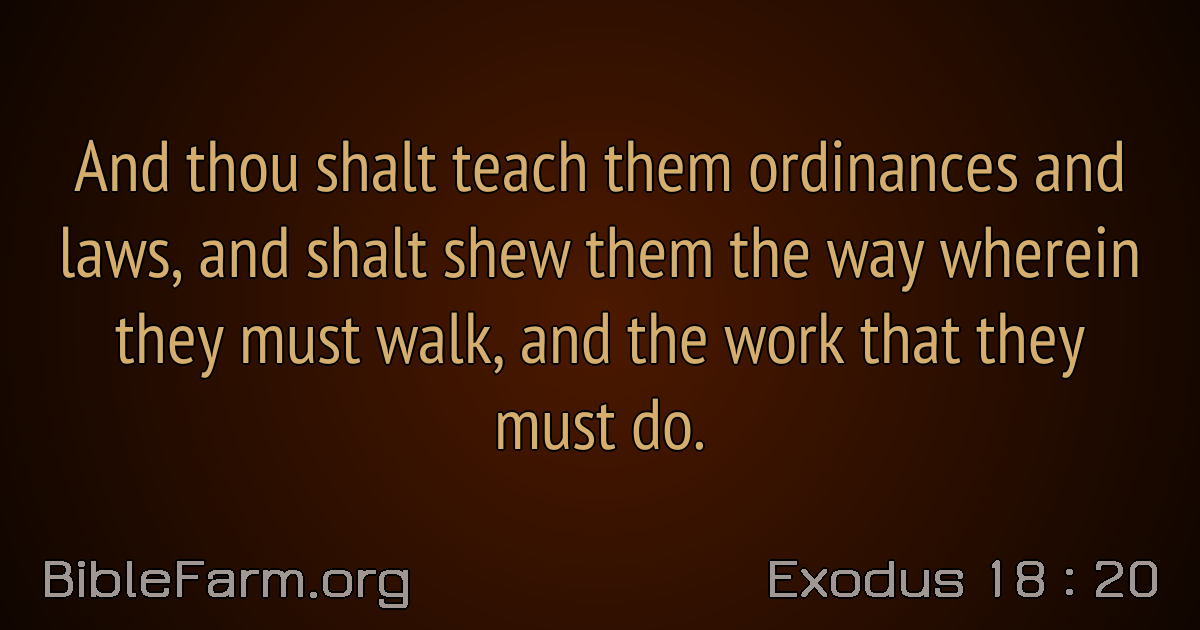 And thou shalt teach them ordinances and
laws, and shalt shew them the way wherein
they must walk, and the work that they
must do.
BibleFarm.org
Exodus 18 : 20